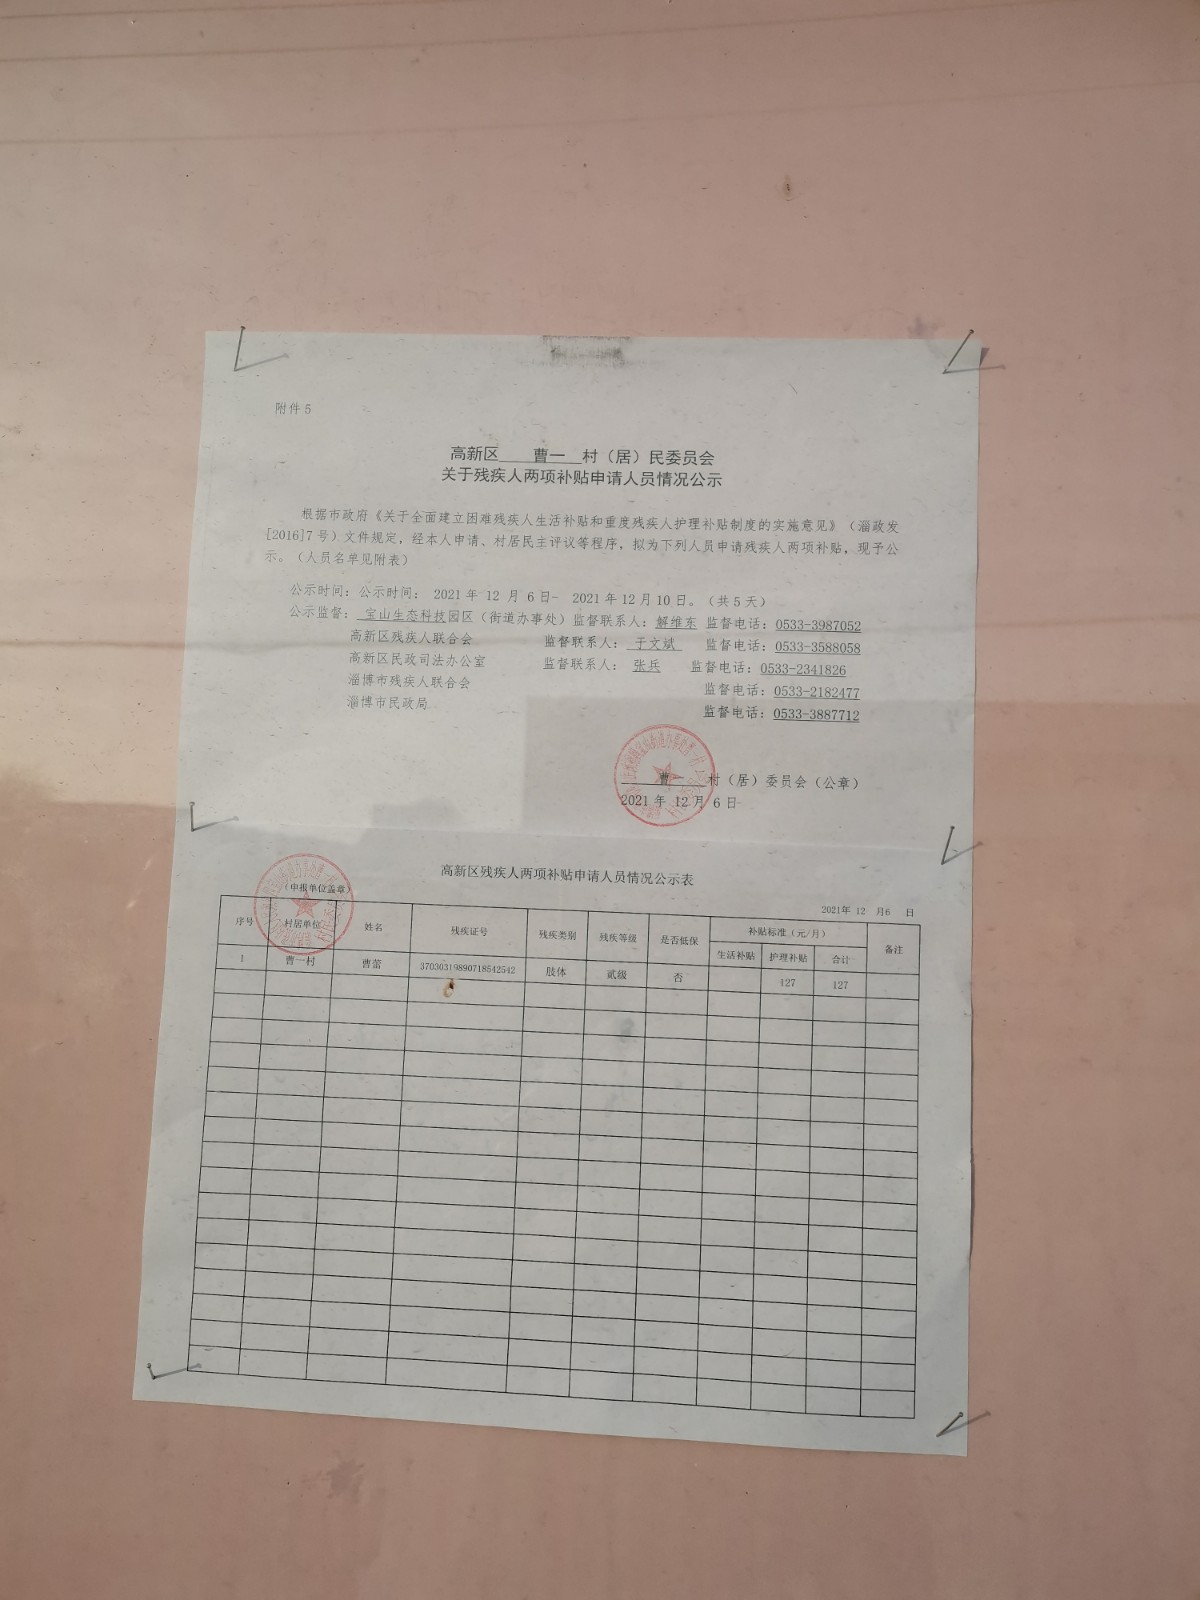 附件5
高新区 曹一 村（居）民委员会
关于残疾人两项补贴申请人员情况公示
根据市政府《关于全面建立困难残疾人生活补贴和重度残疾人护理补贴制度的实施意见》（淄政发
[2016]7号）文件规定，经本人申请、村居民主评议等程序，拟为下列人员申请残疾人两项补贴，现予公
示。（人员名单见附表）
公示时间：公示时间： 2021年 12 月 6日- 2021年12月10日。（共5天）
公示监督： 宝山生态科技园区（街道办事处）监督联系人：解维东 监督电话：0533-3987052
高新区残疾人联合会 监督联系人： 于文斌 监督电话：0533-3588058
高新区民政司法办公室 监督联系人： 张兵 监督电话：0533-2341826
淄博市残疾人联合会 监督电话：0533-2182477
淄博市民政局 监督电话：0533-3887712
曹一 村（居）委员会（公章）
2021 年 12 月 6 日
高新区残疾人两项补贴申请人员情况公示表
（申报单位盖章） 2021年 12 月6 日
序号 村居单位 姓名 残疾证号 残疾类别 残疾等级 是否低保 补贴标准（元/月） 备注
生活补贴 护理补贴 合计
1 曹一村 曹蕾 37030319890718542542 肢体 贰级 否 127 127